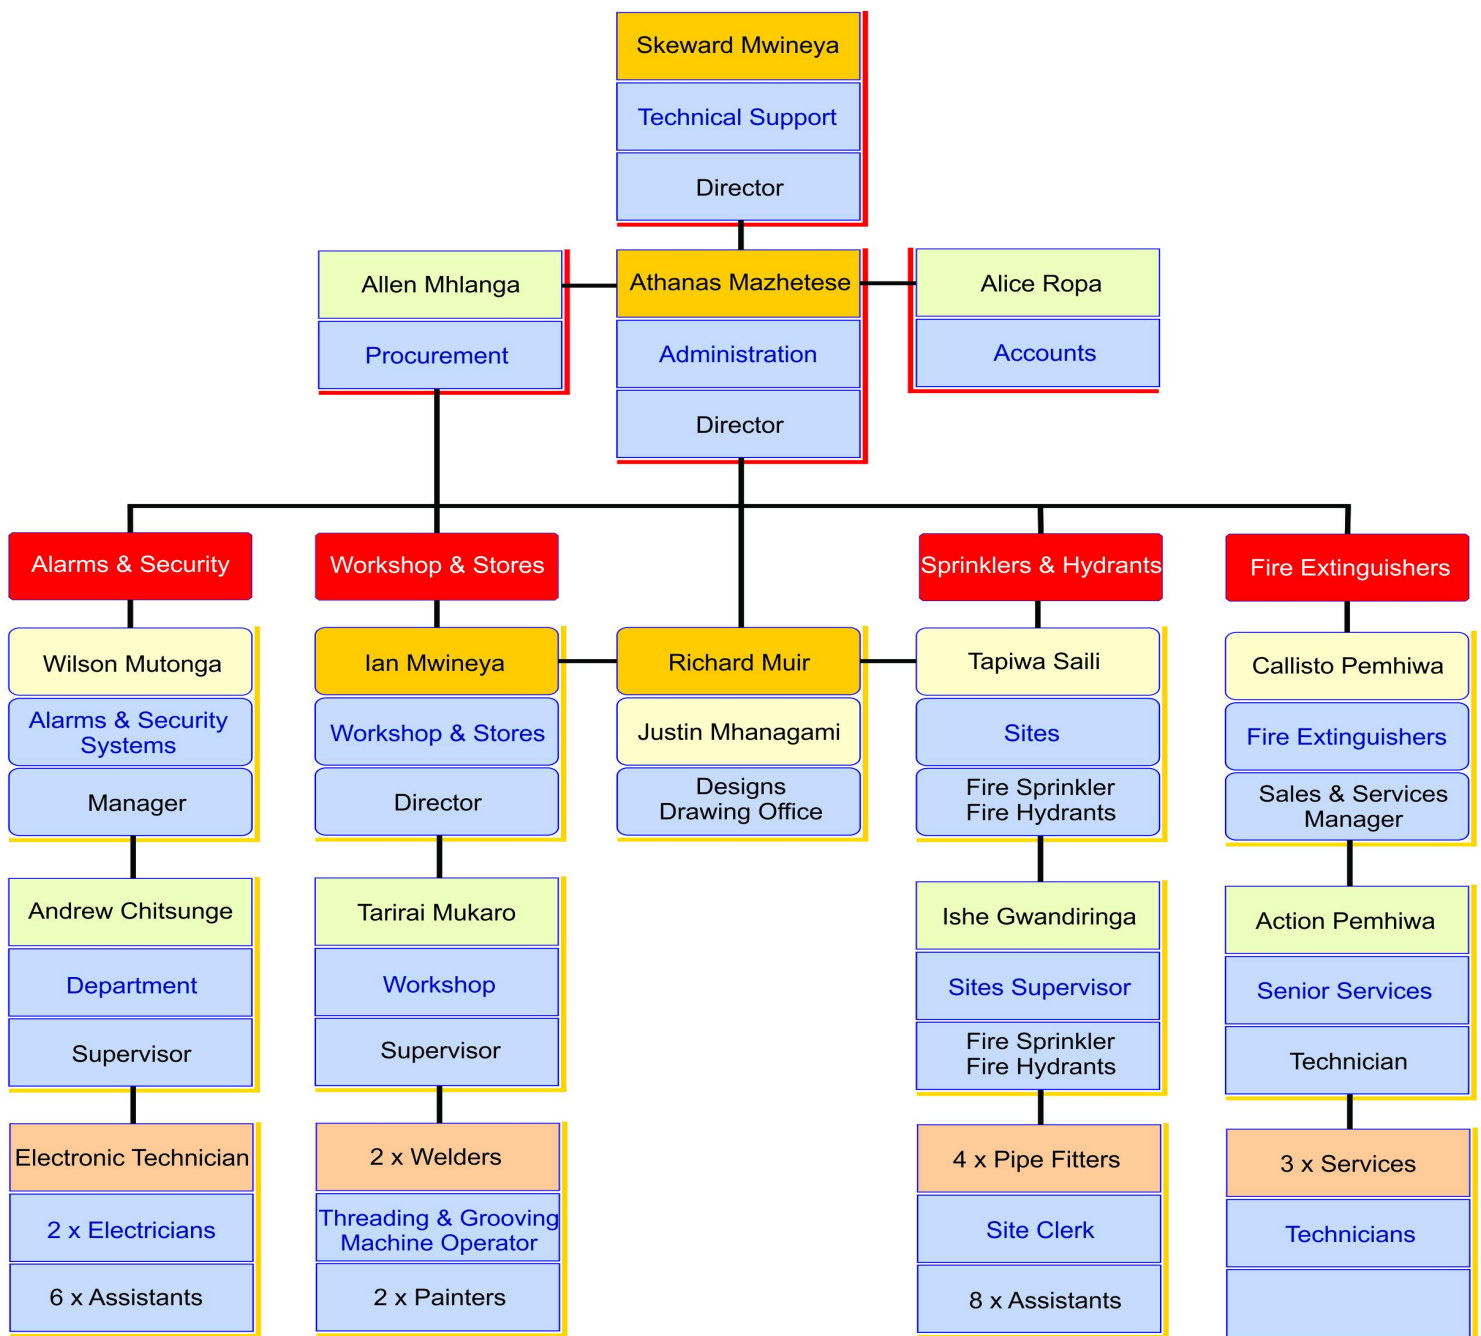 Skeward Mwineya
Technical Support
Director
Allen Mhlanga
Procurement
Athanas Mazhetese
Administration
Director
Alice Ropa
Accounts
Alarms & Security
Workshop & Stores
Sprinklers & Hydrants
Fire Extinguishers
Wilson Mutonga
Alarms & Security
Systems
Manager
Ian Mwineya
Workshop & Stores
Director
Richard Muir
Justin Mhanagami
Designs
Drawing Office
Tapiwa Saili
Sites
Fire Sprinkler
Fire Hydrants
Callisto Pemhiwa
Fire Extinguishers
Sales & Services
Manager
Andrew Chitsunge
Department
Supervisor
Tarirai Mukaro
Workshop
Supervisor
Ishe Gwandiringa
Sites Supervisor
Fire Sprinkler
Fire Hydrants
Action Pemhiwa
Senior Services
Technician
Electronic Technician
2 x Electricians
6 x Assistants
2 x Welders
Threading & Grooving
Machine Operator
2 x Painters
4 x Pipe Fitters
Site Clerk
8 x Assistants
3 x Services
Technicians